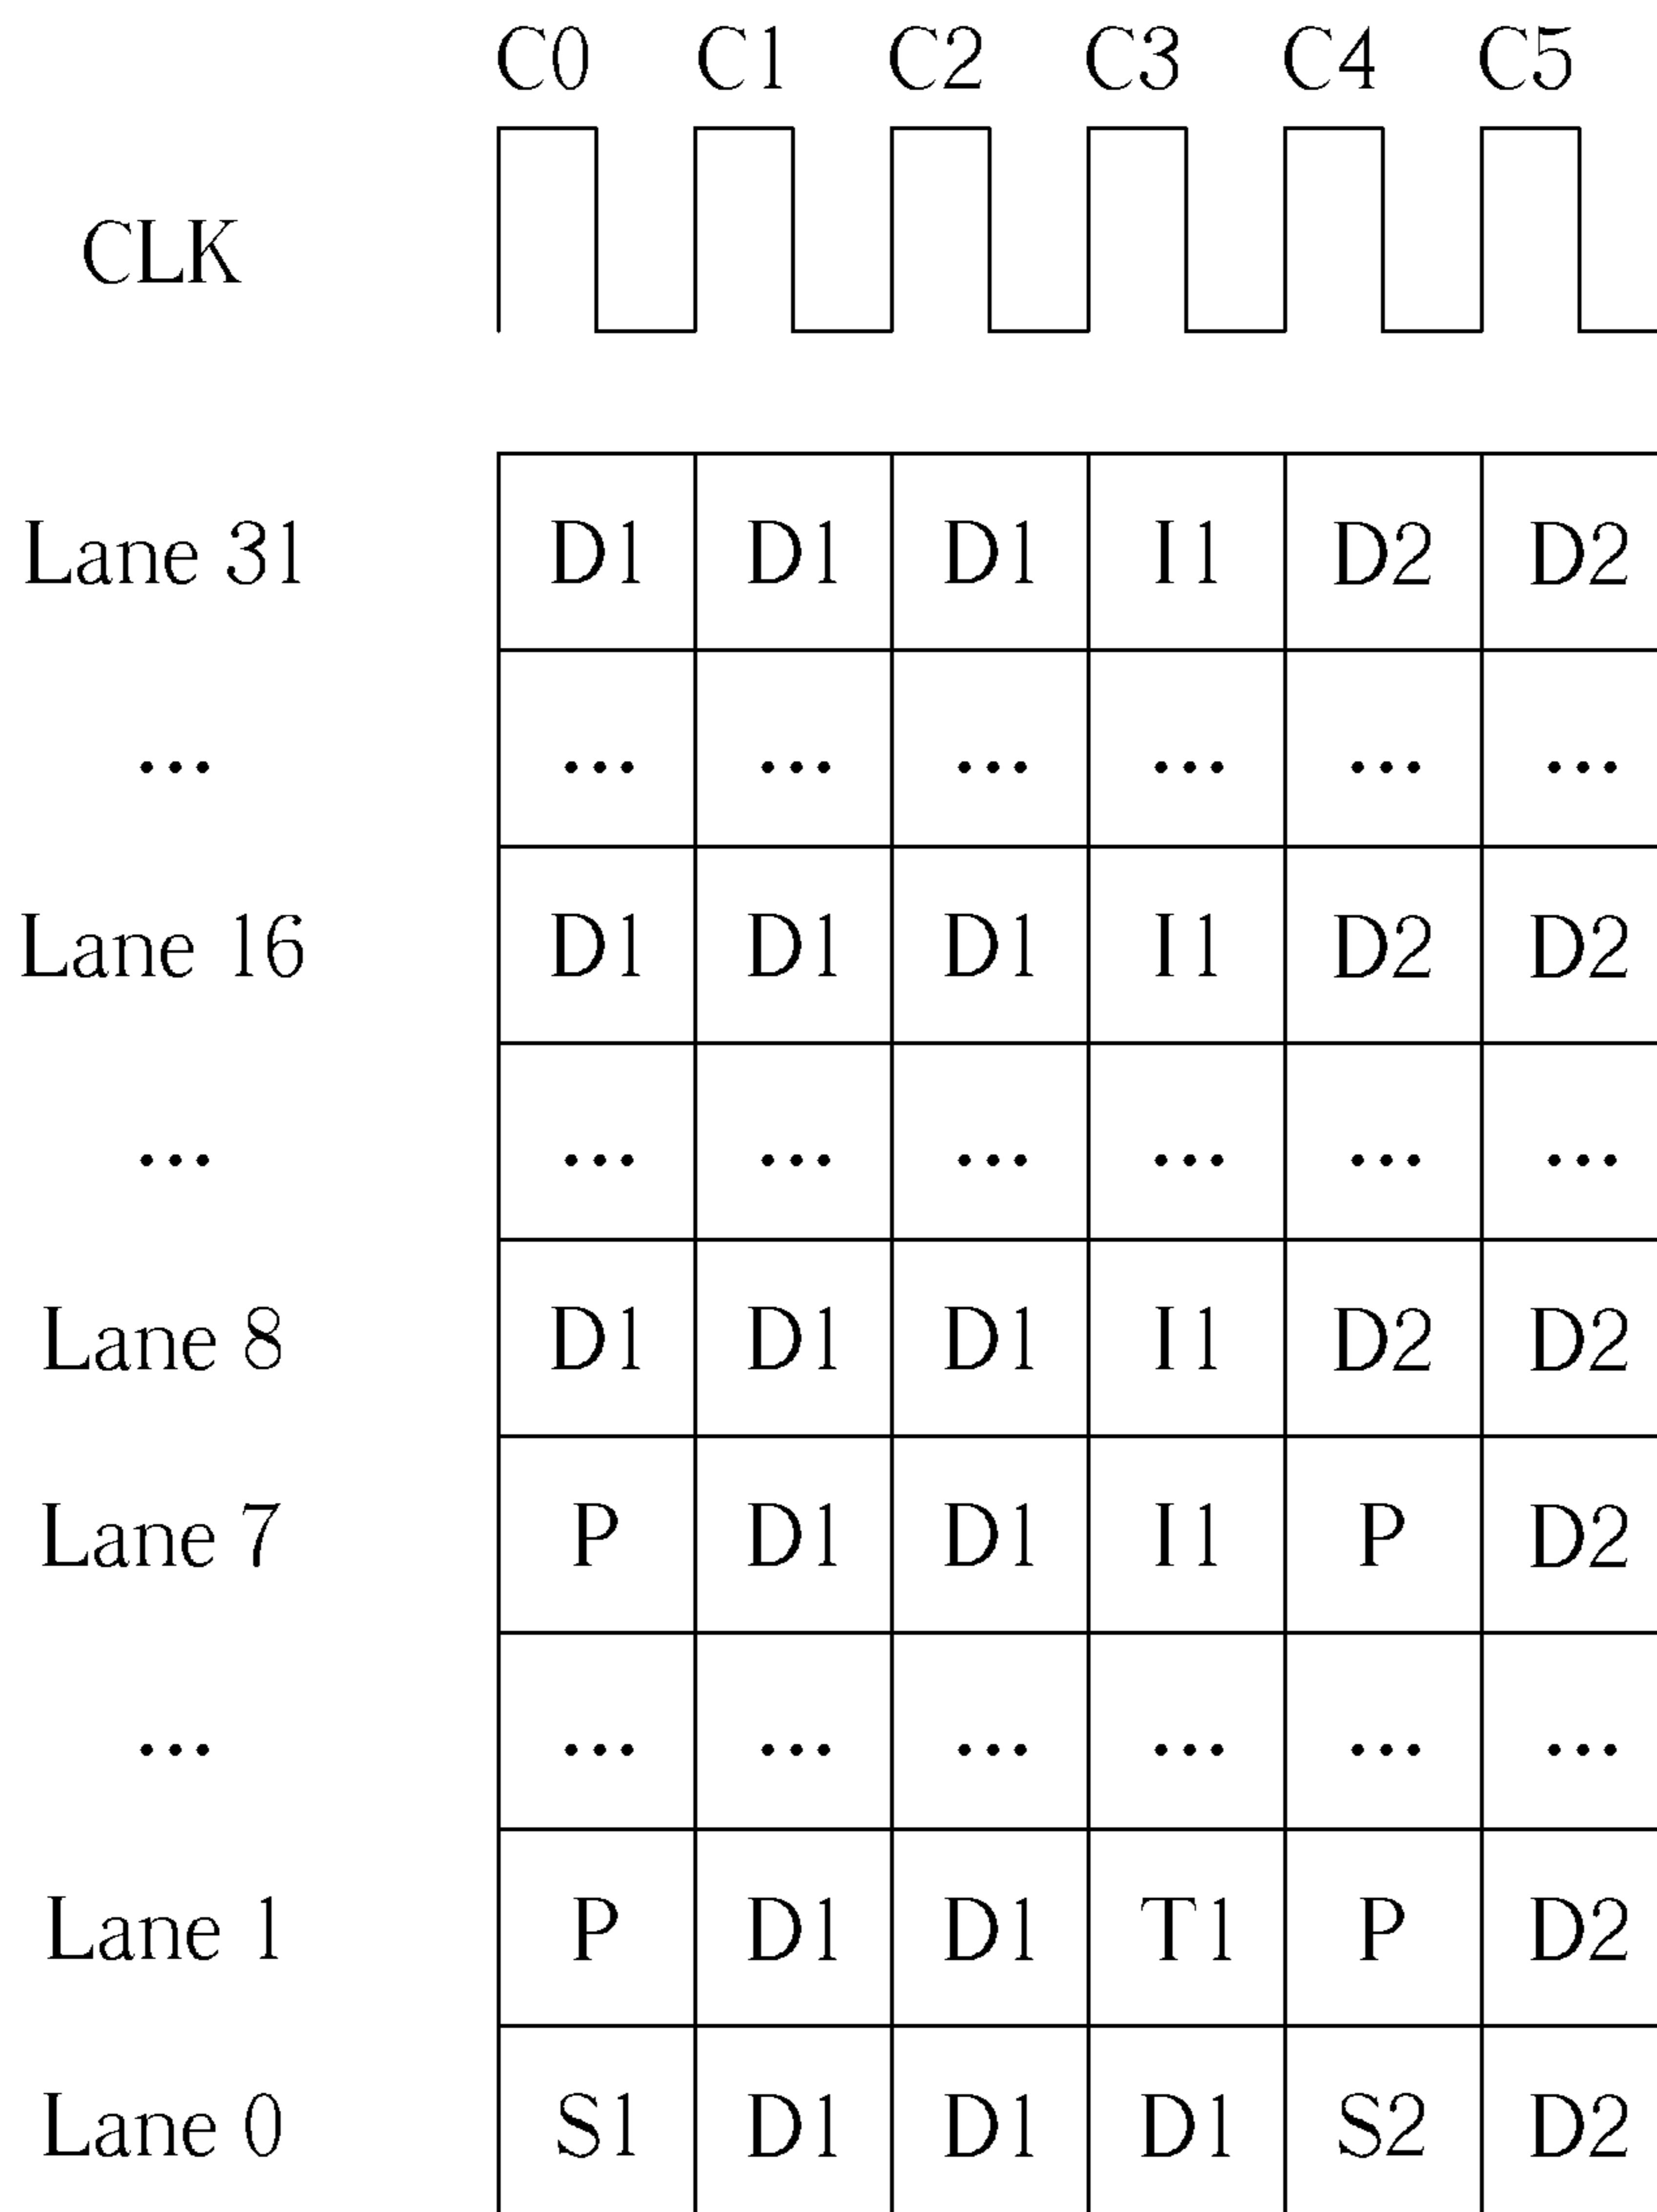 C0 C1 C2 C3 C4 C5
CLK
Lane 31 D1 D1 D1 I1 D2 D2
... ... ... ... ... ... ...
Lane 16 D1 D1 D1 I1 D2 D2
... ... ... ... ... ... ...
Lane 8 D1 D1 D1 I1 D2 D2
Lane 7 P D1 D1 I1 P D2
... ... ... ... ... ... ...
Lane 1 P D1 D1 T1 P D2
Lane 0 S1 D1 D1 D1 S2 D2